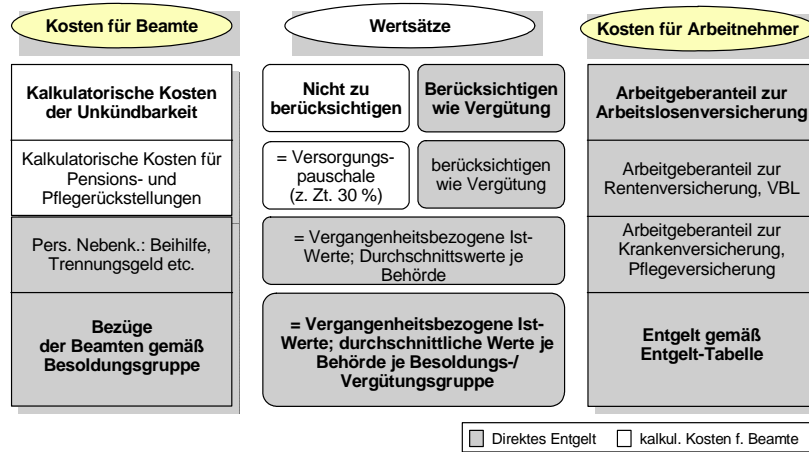 Kosten für Beamte
Wertsätze
Kosten für Arbeitnehmer
Kalkulatorische Kosten
der Unkündbarkeit
Nicht zu
berücksichtigen
Berücksichtigen
wie Vergütung
Arbeitgeberanteil zur
Arbeitslosenversicherung
Kalkulatorische Kosten für
Pensions- und
Pflegerückstellungen
= Versorgungs-
pauschale
(z. Zt. 30 %)
berücksichtigen
wie Vergütung
Arbeitgeberanteil zur
Rentenversicherung, VBL
Pers. Nebenk.: Beihilfe,
Trennungsgeld etc.
= Vergangenheitsbezogene Ist-
Werte; Durchschnittswerte je
Behörde
Arbeitgeberanteil zur
Krankenversicherung,
Pflegeversicherung
Bezüge
der Beamten gemäß
Besoldungsgruppe
= Vergangenheitsbezogene Ist-
Werte; durchschnittliche Werte je
Behörde je Besoldungs-/
Vergütungsgruppe
Entgelt gemäß
Entgelt-Tabelle
Direktes Entgelt
kalkul. Kosten f. Beamte